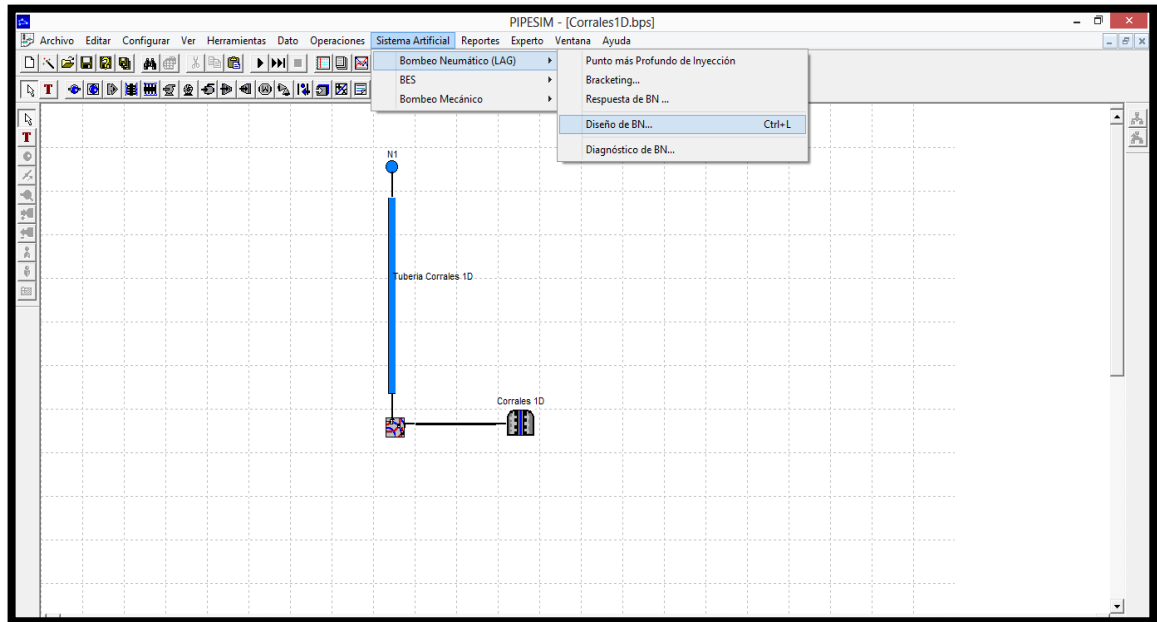 PIPESIM - [Corrales1D.bps]
Archivo Editar Configurar Ver Herramientas Dato Operaciones Sistema Artificial Reportes Experto Ventana Ayuda
Bombeo Neumático (LAG)
BES
Bombeo Mecánico
Punto más Profundo de Inyección
Bracketing...
Respuesta de BN ...
Diseño de BN... Ctrl+L
Diagnóstico de BN...
T
T
N1
Tuberia Corrales 1D
Corrales 1D